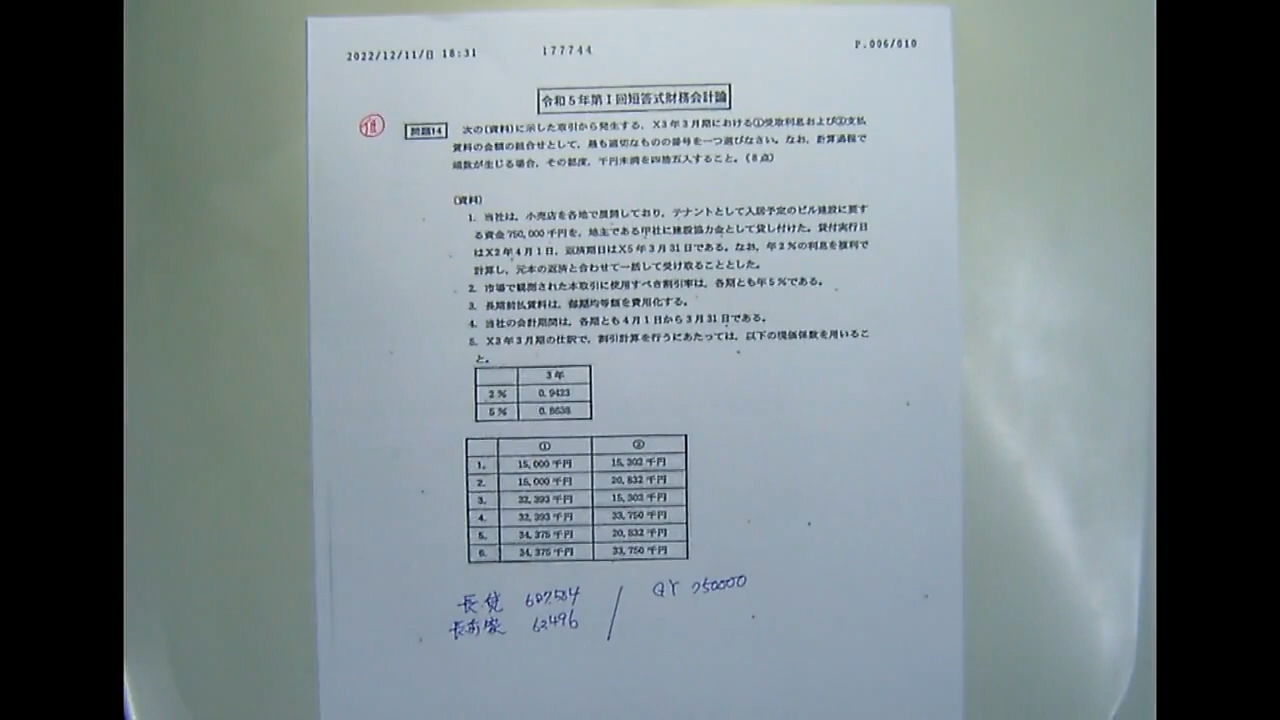 2022/12/11/日 18:31 177744 P.006/010
令和5年第Ⅰ回短答式財務会計論
問題14 次の〔資料〕に示した取引から発生する、X3年3月期における①受取利息および②支払
賃料の金額の組合せとして、最も適切なものの番号を一つ選びなさい。なお、計算過程で
端数が生じる場合、その都度、千円未満を四捨五入すること。(8点)
〔資料〕
1. 当社は、小売店を各地で展開しており、テナントとして入居予定のビル建設に要す
る資金750,000千円を、地主である甲社に建設協力金として貸し付けた。貸付実行日
はX2年4月1日、返済期日はX5年3月31日である。なお、年2%の利息を複利で
計算し、元本の返済と合わせて一括して受け取ることとした。
2. 市場で観測された本取引に使用すべき割引率は、各期とも年5%である。
3. 長期前払賃料は、毎期均等額を費用化する。
4. 当社の会計期間は、各期とも4月1日から3月31日である。
5. X3年3月期の仕訳で、割引計算を行うにあたっては、以下の現価係数を用いるこ
と。
3年
2% 0.9423
5% 0.8638
① ②
1. 15,000千円 15,302千円
2. 15,000千円 20,832千円
3. 32,393千円 15,302千円
4. 32,393千円 33,750千円
5. 34,375千円 20,832千円
6. 34,375千円 33,750千円
長貸 687504 / QY 750000
長前家 62496